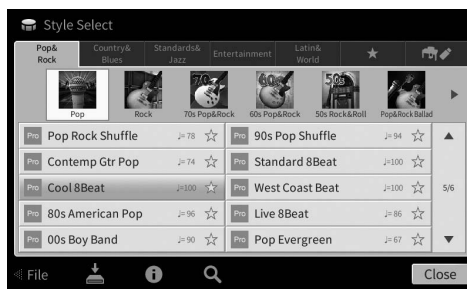 Style Select
Pop& Rock
Country& Blues
Standards& Jazz
Entertainment
Latin& World
Pop
Rock
70s Pop&Rock
60s Pop&Rock
50s Rock&Roll
Pop&Rock Ballad
Pro Pop Rock Shuffle ♩= 78
Pro 90s Pop Shuffle ♩= 94
Pro Contemp Gtr Pop ♩= 74
Pro Standard 8Beat ♩=100
Pro Cool 8Beat ♩=100
Pro West Coast Beat ♩=100
5/6
Pro 80s American Pop ♩= 96
Pro Live 8Beat ♩= 86
Pro 00s Boy Band ♩= 90
Pro Pop Evergreen ♩= 67
File
Close